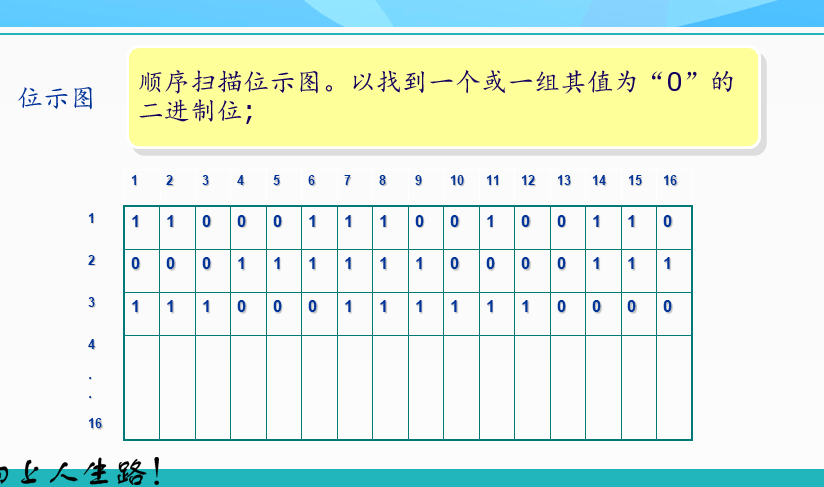 位示图
顺序扫描位示图。以找到一个或一组其值为“0”的
二进制位;
1 2 3 4 5 6 7 8 9 10 11 12 13 14 15 16
1 1 1 0 0 0 1 1 1 0 0 1 0 0 1 1 0
2 0 0 0 1 1 1 1 1 1 0 0 0 0 1 1 1
3 1 1 1 0 0 0 1 1 1 1 1 1 0 0 0 0
4
.
.
16
上人生路!